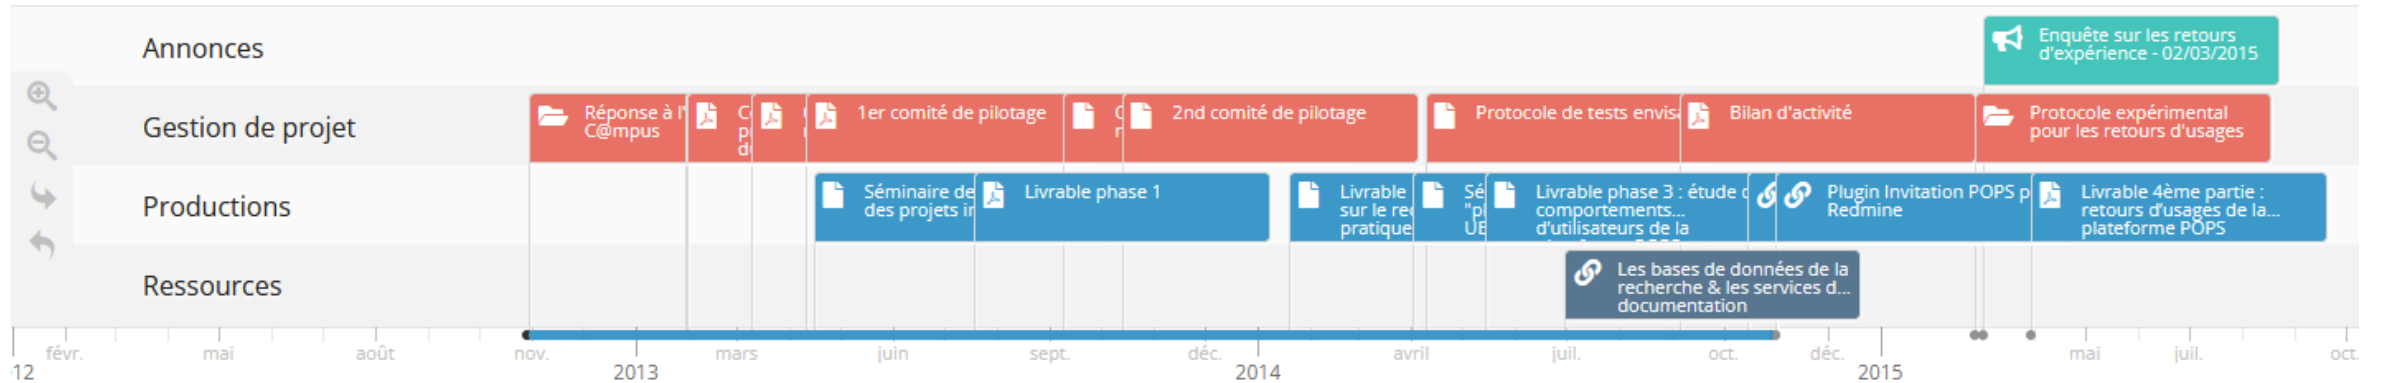 Annonces
Enquête sur les retours
d'expérience - 02/03/2015
Gestion de projet
Réponse à l'
C@mpus
1er comité de pilotage
2nd comité de pilotage
Protocole de tests envis
Bilan d'activité
Protocole expérimental
pour les retours d'usages
Productions
Séminaire de
des projets
Livrable phase 1
Livrable
sur le
pratique
Sé
"pl
UE
Livrable phase 3 : étude
comportements...
d'utilisateurs de la
Plugin Invitation POPS p
Redmine
Livrable 4ème partie :
retours d'usages de la...
plateforme POPS
Ressources
Les bases de données de la
recherche & les services d...
documentation
févr.
mai
août
nov.
mars
juin
sept.
déc.
avril
juil.
oct.
déc.
mai
juil.
oct.
12
2013
2014
2015